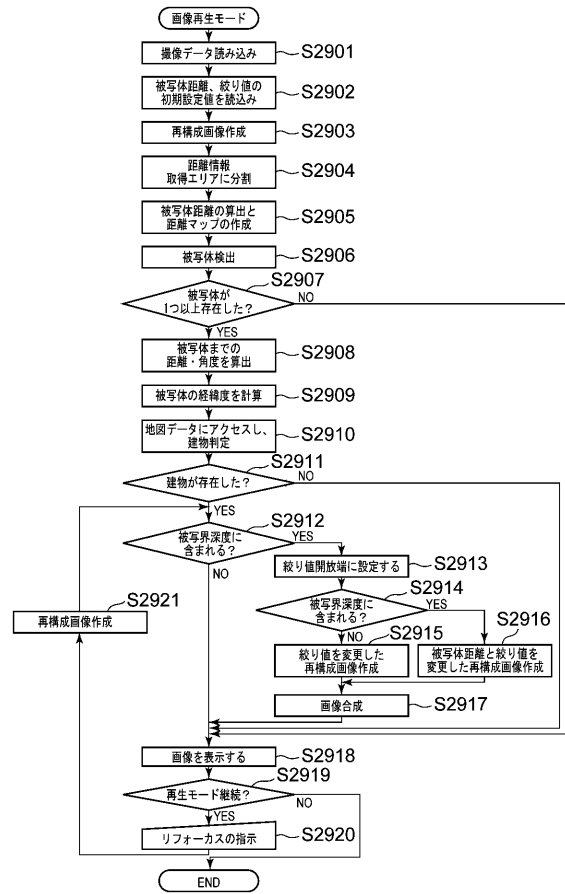 画像再生モード
撮像データ読み込み
S2901
被写体距離、絞り値の
初期設定値を読込み
S2902
再構成画像作成
S2903
距離情報
取得エリアに分割
S2904
被写体距離の算出と
距離マップの作成
S2905
被写体検出
S2906
S2907
被写体が
1つ以上存在した?
NO
YES
被写体までの
距離・角度を算出
S2908
被写体の経緯度を計算
S2909
地図データにアクセスし、
建物判定
S2910
S2911
建物が存在した?
NO
YES
S2912
被写界深度に
含まれる?
YES
NO
絞り値開放端に設定する
S2913
S2914
被写界深度に
含まれる?
YES
NO
S2915
絞り値を変更した
再構成画像作成
S2916
被写体距離と絞り値を
変更した再構成画像作成
画像合成
S2917
S2921
再構成画像作成
画像を表示する
S2918
S2919
再生モード継続?
NO
YES
リフォーカスの指示
S2920
END